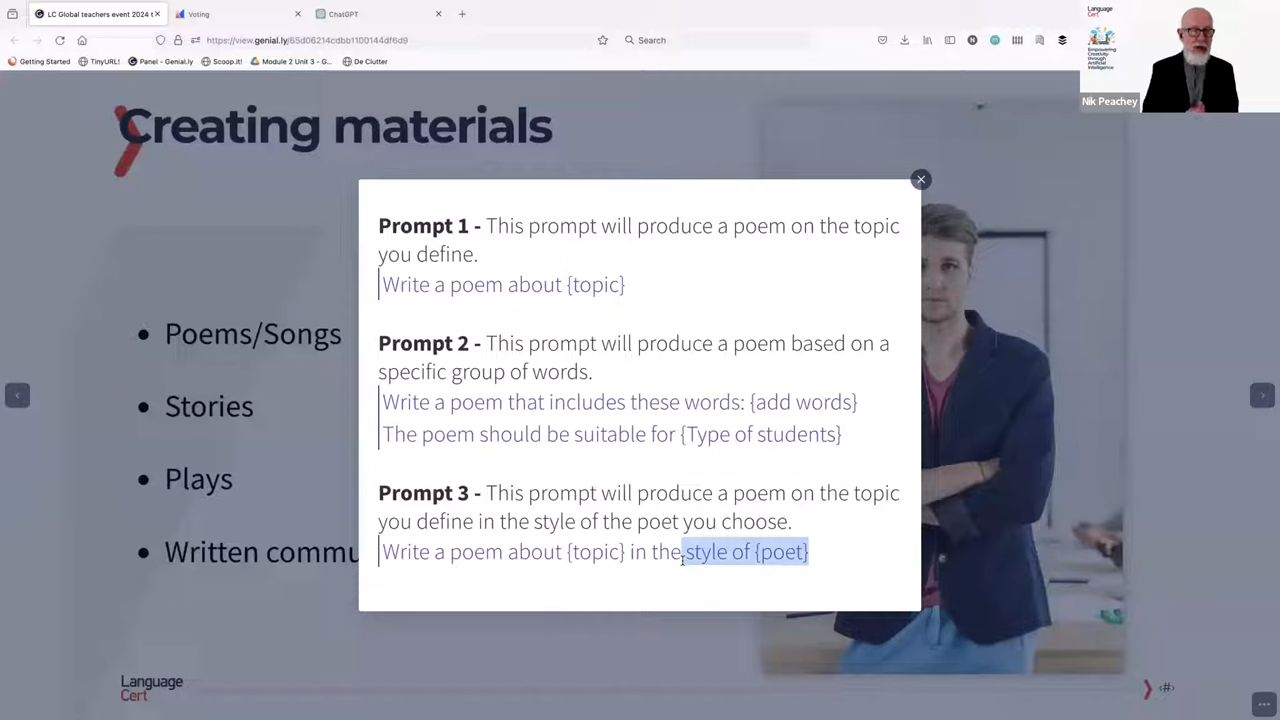 LC Global teachers event 2024 t
Voting
ChatGPT
https://view.genial.ly/65d06214cdbb1100144df6d9
Search
Getting Started
TinyURL!
Panel - Genial.ly
Scoop.it!
Module 2 Unit 3 - G...
De Clutter
Language
Cert
Empowering
Creativity
through
Artificial
Intelligence
Nik Peachey
Creating materials
Prompt 1 - This prompt will produce a poem on the topic
you define.
Write a poem about {topic}
Prompt 2 - This prompt will produce a poem based on a
specific group of words.
Write a poem that includes these words: {add words}
The poem should be suitable for {Type of students}
Prompt 3 - This prompt will produce a poem on the topic
you define in the style of the poet you choose.
Write a poem about {topic} in the style of {poet}
• Poems/Songs
• Stories
• Plays
• Written commu
Language
Cert
‹#›